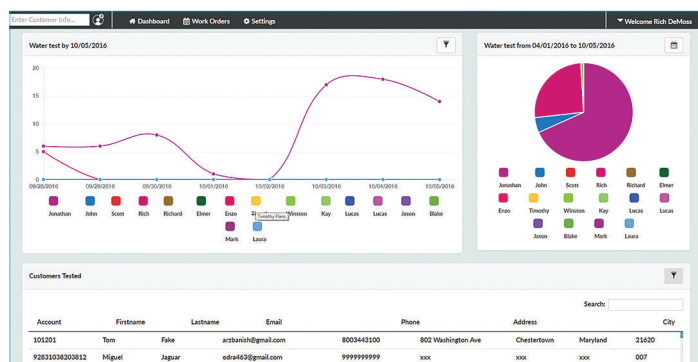 Enter Customer Info...
Dashboard Work Orders Settings
Welcome Rich DeMoss
Water test by 10/05/2016
20
15
10
5
0
09/28/2016 09/29/2016 09/30/2016 10/01/2016 10/02/2016 10/03/2016 10/04/2016 10/05/2016
Jonathan John Scott Rich Richard Elmer Enzo Winston Kay Lucas Lucas Jason Blake
Timothy Flans
Mark Laura
Water test from 04/01/2016 to 10/05/2016
Jonathan John Scott Rich Richard Elmer
Enzo Timothy Winston Kay Lucas Lucas
Jason Blake Mark Laura
Customers Tested
Search:
Account Firstname Lastname Email Phone Address City
101201 Tom Fake arzbanish@gmail.com 8003443100 802 Washington Ave Chestertown Maryland 21620
92831038203812 Miguel Jaguar odra463@gmail.com 9999999999 xxx xxx xxx 007